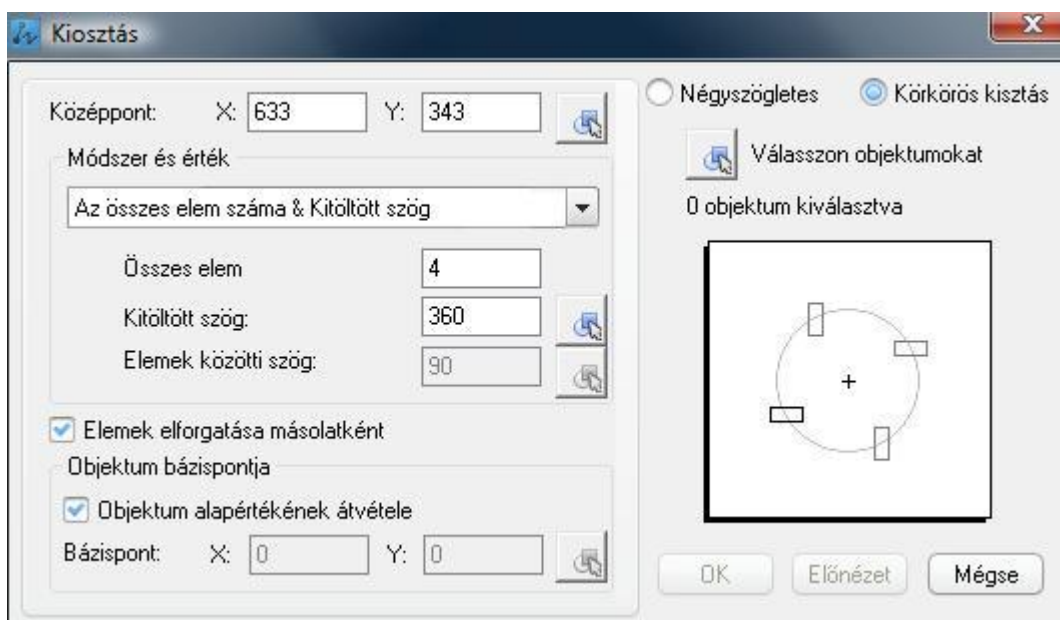 Kiosztás
Középpont: X: 633 Y: 343
Módszer és érték
Az összes elem száma & Kitöltött szög
Összes elem 4
Kitöltött szög: 360
Elemek közötti szög: 90
Elemek elforgatása másolatként
Objektum bázispontja
Objektum alapértékének átvétele
Bázispont: X: 0 Y: 0
Négyszögletes Körkörös kisztás
Válasszon objektumokat
0 objektum kiválasztva
OK Előnézet Mégse